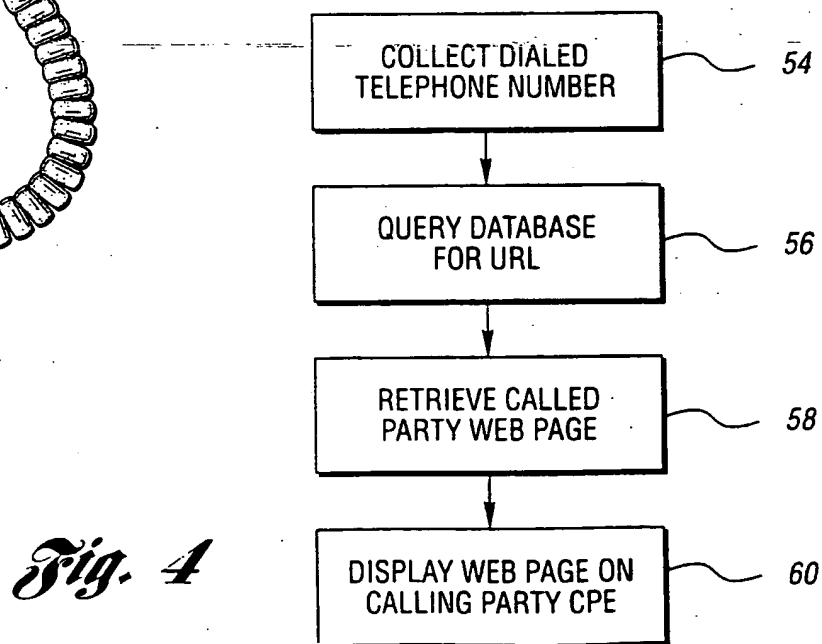 COLLECT DIALED
TELEPHONE NUMBER
54
QUERY DATABASE
FOR URL
56
RETRIEVE CALLED
PARTY WEB PAGE
58
DISPLAY WEB PAGE ON
CALLING PARTY CPE
60
Fig. 4